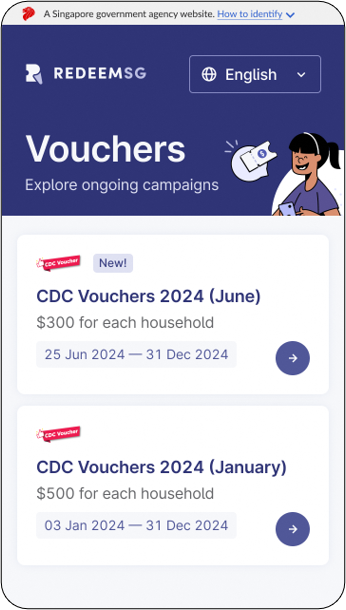 A Singapore government agency website. How to identify
REDEEMSG
English
Vouchers
Explore ongoing campaigns
CDC Voucher
New!
CDC Vouchers 2024 (June)
$300 for each household
25 Jun 2024 — 31 Dec 2024
CDC Voucher
CDC Vouchers 2024 (January)
$500 for each household
03 Jan 2024 — 31 Dec 2024